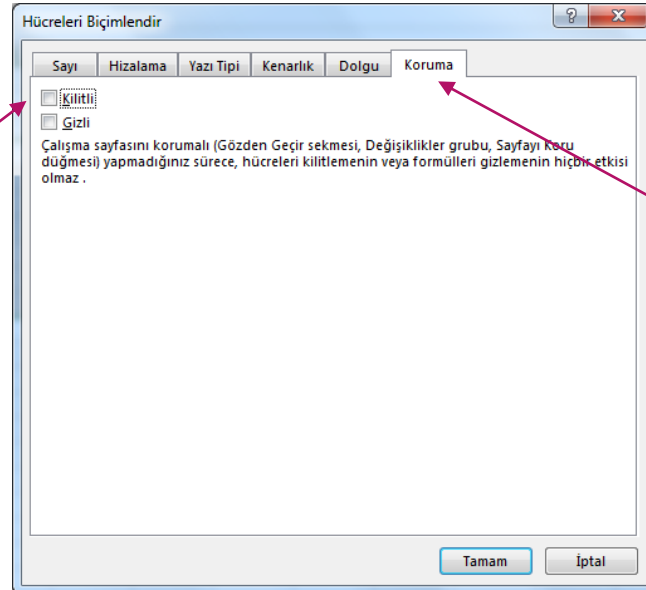 Hücreleri Biçimlendir
Sayı Hizalama Yazı Tipi Kenarlık Dolgu Koruma
Kilitli
Gizli
Çalışma sayfasını korumalı (Gözden Geçir sekmesi, Değişiklikler grubu, Sayfayı Koru
düğmesi) yapmadığınız sürece, hücreleri kilitlemenin veya formülleri gizlemenin hiçbir etkisi
olmaz .
Tamam İptal